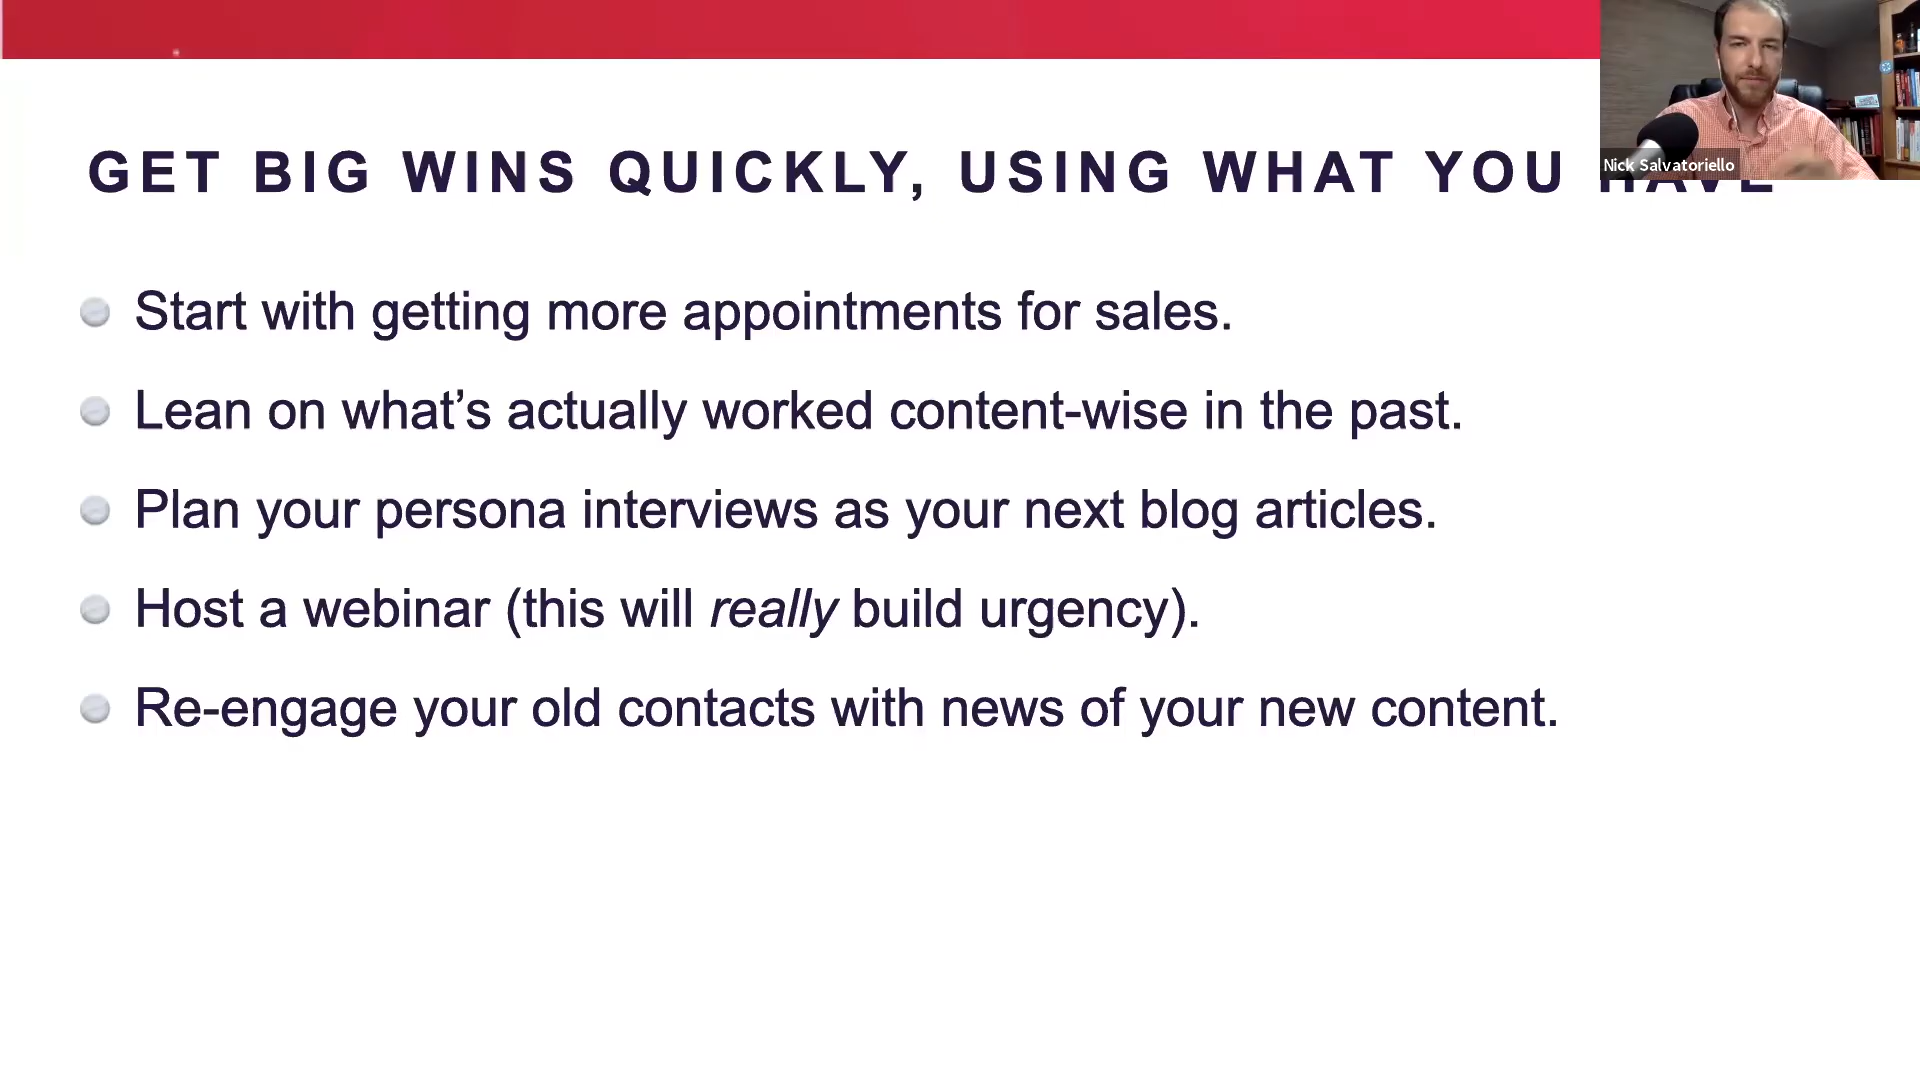 GET BIG WINS QUICKLY, USING WHAT YOU HAVE
Nick Salvatoriello
Start with getting more appointments for sales.
Lean on what’s actually worked content-wise in the past.
Plan your persona interviews as your next blog articles.
Host a webinar (this will really build urgency).
Re-engage your old contacts with news of your new content.